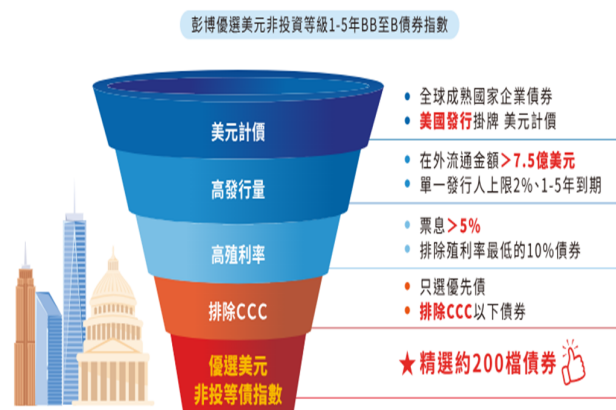 彭博優選美元非投資等級1-5年BB至B債券指數
美元計價
• 全球成熟國家企業債券
• 美國發行掛牌 美元計價
高發行量
• 在外流通金額>7.5億美元
• 單一發行人上限2%、1-5年到期
高殖利率
• 票息>5%
• 排除殖利率最低的10%債券
排除CCC
• 只選優先債
• 排除CCC以下債券
優選美元
非投等債指數
★精選約200檔債券